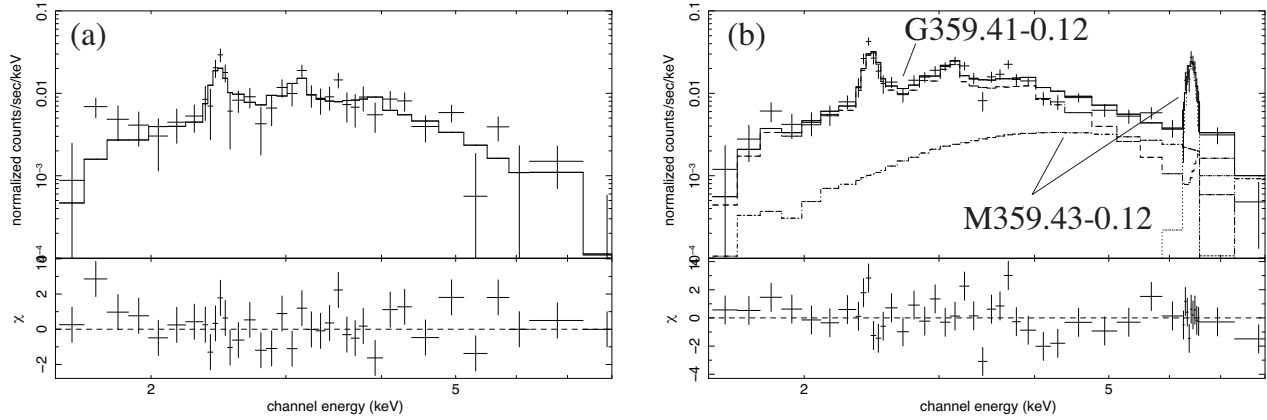 (a)
normalized counts/sec/keV
0.1
0.01
10⁻³
10⁻⁴
χ
2
0
−2
2
5
channel energy (keV)
(b)
G359.41-0.12
M359.43-0.12
normalized counts/sec/keV
0.1
0.01
10⁻³
10⁻⁴
χ
4
2
0
−2
−4
2
5
channel energy (keV)